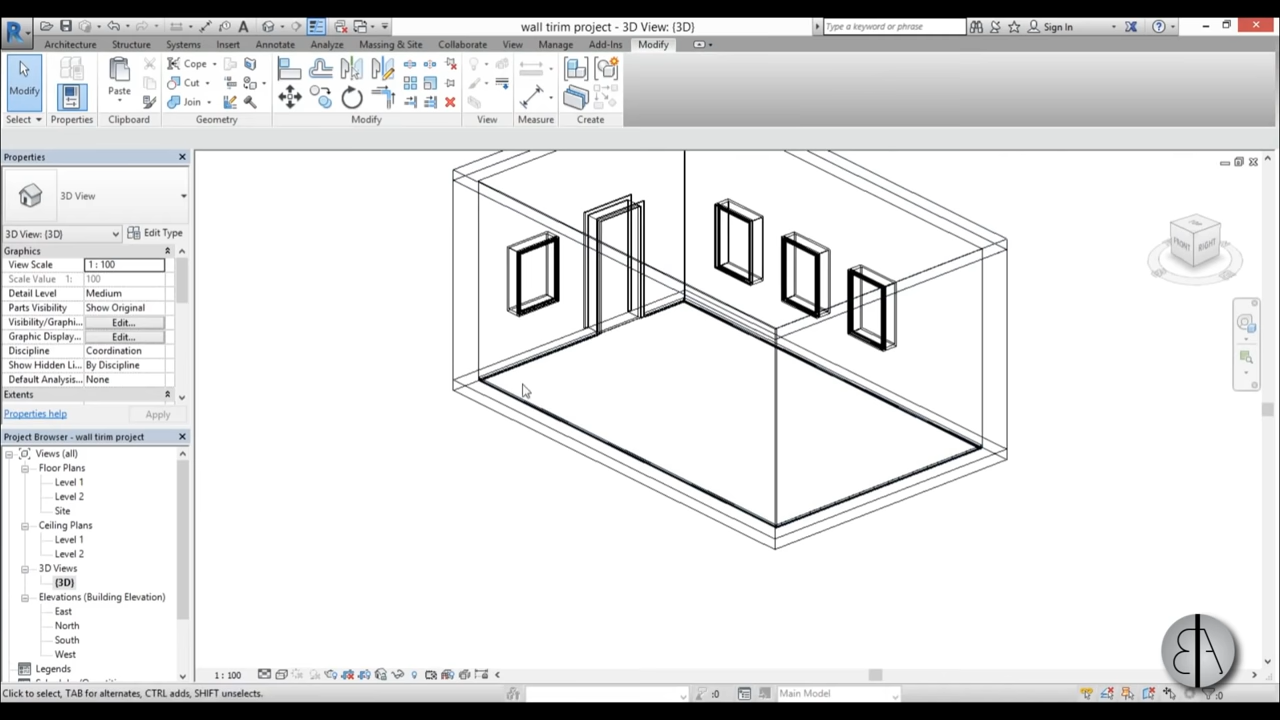 wall tirim project - 3D View: {3D}
Type a keyword or phrase
Sign In
Architecture Structure Systems Insert Annotate Analyze Massing & Site Collaborate View Manage Add-Ins Modify
Modify
Paste
Cope
Cut
Join
Select Properties Clipboard Geometry Modify View Measure Create
Properties
3D View
3D View: {3D} Edit Type
Graphics
View Scale 1 : 100
Scale Value 1: 100
Detail Level Medium
Parts Visibility Show Original
Visibility/Graphi... Edit...
Graphic Display... Edit...
Discipline Coordination
Show Hidden Li... By Discipline
Default Analysis... None
Extents
Properties help Apply
Project Browser - wall tirim project
Views (all)
Floor Plans
Level 1
Level 2
Site
Ceiling Plans
Level 1
Level 2
3D Views
{3D}
Elevations (Building Elevation)
East
North
South
West
Legends
TOP
FRONT
RIGHT
1 : 100
Click to select, TAB for alternates, CTRL adds, SHIFT unselects.
:0
Main Model
:0